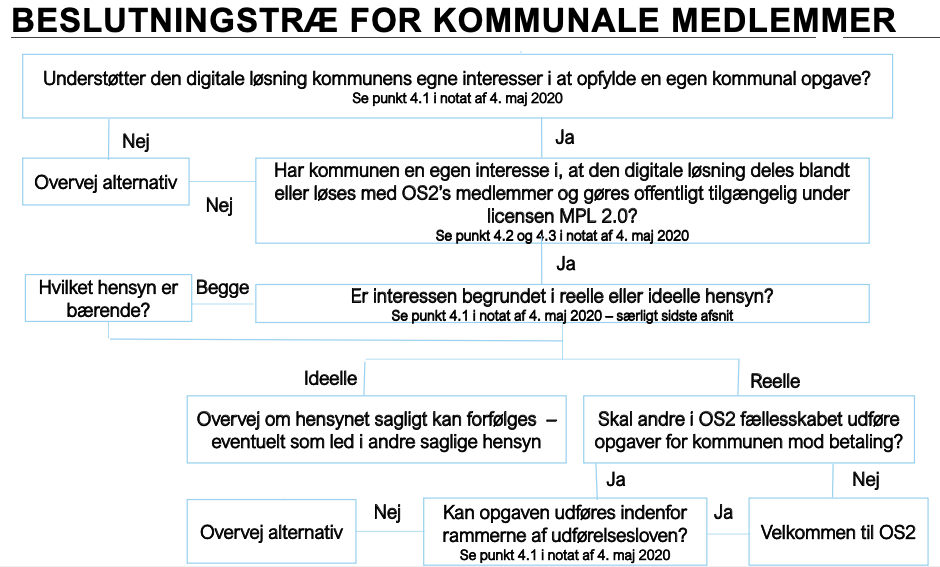 BESLUTNINGSTRÆ FOR KOMMUNALE MEDLEMMER
Understøtter den digitale løsning kommunens egne interesser i at opfylde en egen kommunal opgave?
Se punkt 4.1 i notat af 4. maj 2020
Nej
Ja
Overvej alternativ
Nej
Har kommunen en egen interesse i, at den digitale løsning deles blandt
eller løses med OS2’s medlemmer og gøres offentligt tilgængelig under
licensen MPL 2.0?
Se punkt 4.2 og 4.3 i notat af 4. maj 2020
Ja
Hvilket hensyn er
bærende?
Begge
Er interessen begrundet i reelle eller ideelle hensyn?
Se punkt 4.1 i notat af 4. maj 2020 – særligt sidste afsnit
Ideelle
Reelle
Overvej om hensynet sagligt kan forfølges –
eventuelt som led i andre saglige hensyn
Skal andre i OS2 fællesskabet udføre
opgaver for kommunen mod betaling?
Ja
Nej
Overvej alternativ
Nej
Kan opgaven udføres indenfor
rammerne af udførelsesloven?
Se punkt 4.1 i notat af 4. maj 2020
Ja
Velkommen til OS2